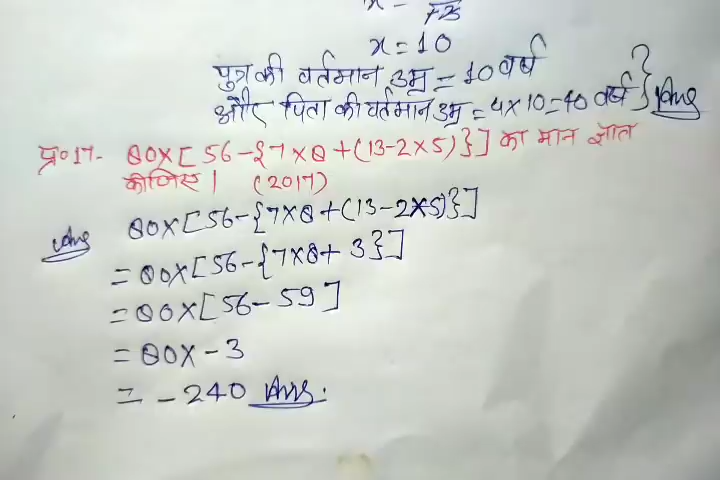 x = 10
पुत्र की वर्तमान उम्र = 10 वर्ष
और पिता की वर्तमान उम्र = 4 × 10 = 40 वर्ष } Ans
प्र०17- 80×[56-{7×8+(13-2×5)}] का मान ज्ञात
कीजिए। (2017)
80×[56-{7×8+(13-2×5)}]
Ans
=80×[56-{7×8+3}]
=80×[56-59]
=80×-3
= -240 Ans.